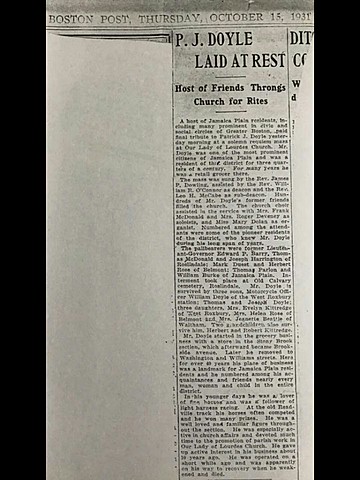 BOSTON POST, THURSDAY, OCTOBER 15, 1931
P. J. DOYLE
LAID AT REST
Host of Friends Throngs
Church for Rites
A host of Jamaica Plain residents, in-
cluding many prominent in civic and
social circles of Greater Boston, paid
final tribute to Patrick J. Doyle yester-
day morning at a solemn requiem mass
at Our Lady of Lourdes Church. Mr.
Doyle was one of the most prominent
citizens of Jamaica Plain and was a
resident of that district for three quar-
ters of a century. For many years he
was a retail grocer there.
The mass was sung by the Rev. James
P. Dowling, assisted by the Rev. Wil-
liam B. O'Connor as deacon and the Rev.
Leo H. McCabe as sub-deacon. Hun-
dreds of Mr. Doyle's former friends
filled the church. The church choir
assisted in the service with Mrs. Frank
McDonald and Mrs. Roger Deveney as
soloists, and Miss Mary Dolan as or-
ganist. Numbered among the attend-
ants were some of the pioneer residents
of the district, who knew Mr. Doyle
during his long span of years.
The pallbearers were former Lieuten-
ant-Governor Edward P. Barry, Thomas
McDonald and Joseph Harrington of
Roslindale; Mark Duest and Herbert
Rose of Belmont; Thomas Parlon and
William Burke of Jamaica Plain. In-
terment took place at Old Calvary
cemetery, Roslindale. Mr. Doyle is
survived by three sons, Motorcycle Offi-
cer William Doyle of the West Roxbury
station; Thomas and Joseph Doyle;
three daughters, Mrs. Evelyn Kittredge
of West Roxbury, Mrs. Helen Rose of
Belmont and Mrs. Jeanette Beattie of
Waltham. Two grandchildren also sur-
vive him, Herbert and Robert Kittredge.
Mr. Doyle started in the grocery busi-
ness with a store in the Stony Brook
section, which afterward became Brook-
side avenue. Later he removed to
Washington and Williams streets. Here
for over 40 years his place of business
was a landmark for Jamaica Plain resi-
dents and he numbered among his ac-
quaintances and friends nearly every
man, woman and child in the entire
district.
In his younger days he was a lover
of fine horses and was a follower of
light harness racing. At the old Read-
ville track his horses often competed
and he won many prizes. He was a
well loved and familiar figure through-
out the section. He was especially ac-
tive in church affairs and devoted much
time to the promotion of parish work in
Our Lady of Lourdes Church. He gave
up active interest in his business about
10 years ago. He was operated on a
short while ago and was apparently
on his way to recovery when he weak-
ened and died.